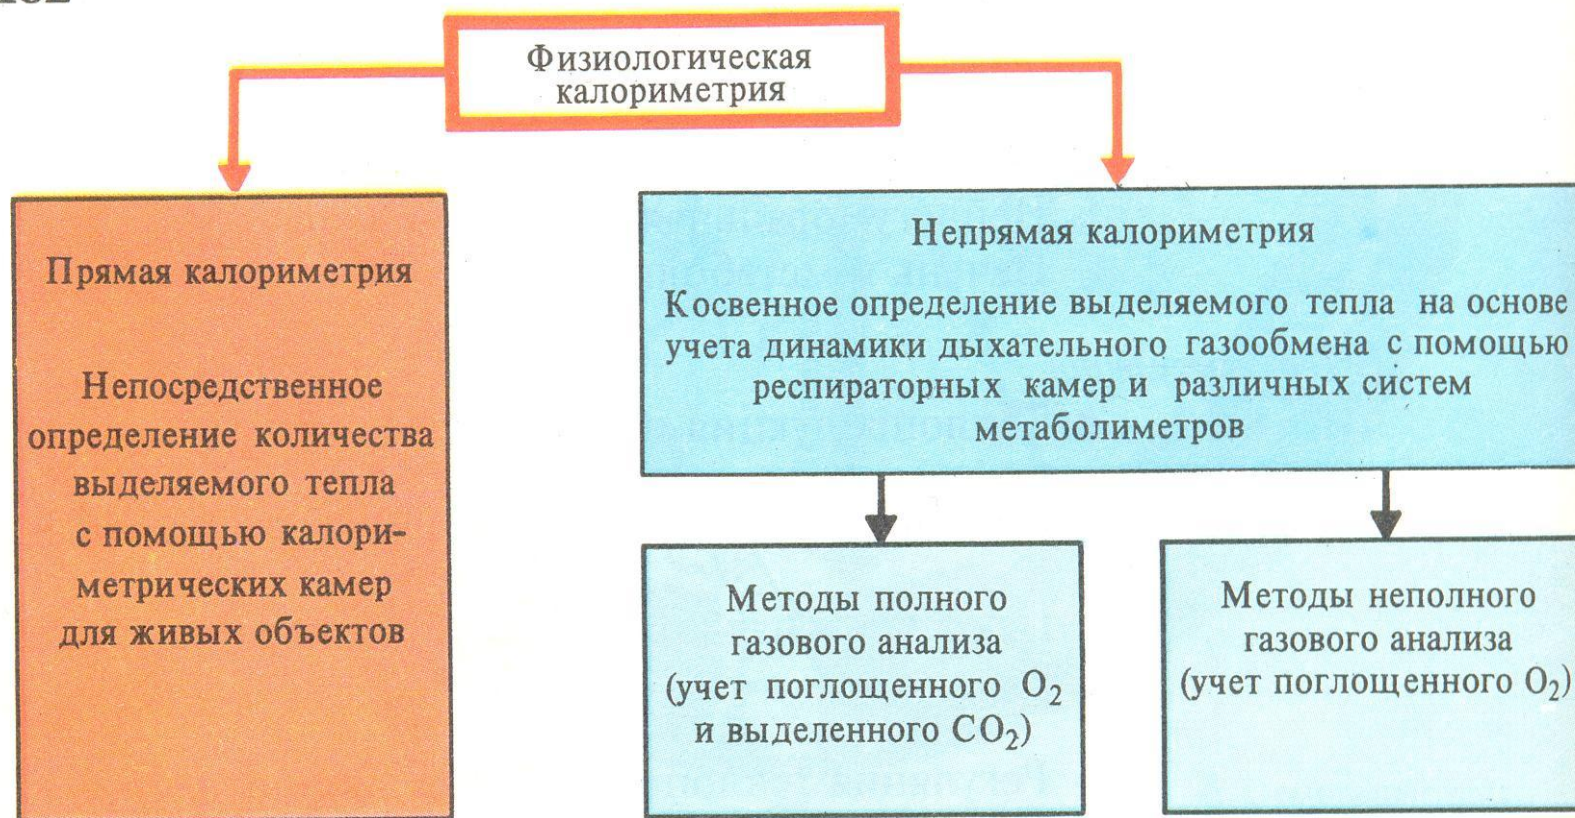 Физиологическая
калориметрия
Прямая калориметрия
Непосредственное
определение количества
выделяемого тепла
с помощью калори-
метрических камер
для живых объектов
Непрямая калориметрия
Косвенное определение выделяемого тепла на основе
учета динамики дыхательного газообмена с помощью
респираторных камер и различных систем
метаболиметров
Методы полного
газового анализа
(учет поглощенного O₂
и выделенного CO₂)
Методы неполного
газового анализа
(учет поглощенного O₂)